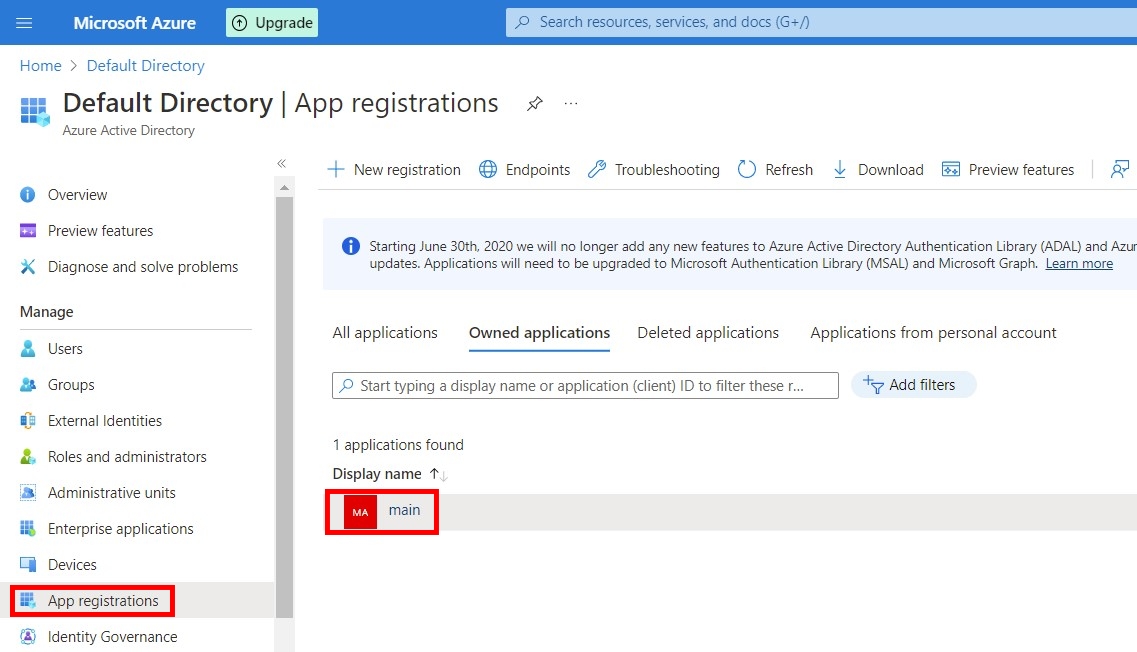 Microsoft Azure
Upgrade
Search resources, services, and docs (G+/)
Home > Default Directory
Default Directory | App registrations
...
Azure Active Directory
«
Overview
Preview features
Diagnose and solve problems
Manage
Users
Groups
External Identities
Roles and administrators
Administrative units
Enterprise applications
Devices
App registrations
Identity Governance
New registration
Endpoints
Troubleshooting
Refresh
Download
Preview features
Starting June 30th, 2020 we will no longer add any new features to Azure Active Directory Authentication Library (ADAL) and Azur
updates. Applications will need to be upgraded to Microsoft Authentication Library (MSAL) and Microsoft Graph. Learn more
All applications
Owned applications
Deleted applications
Applications from personal account
Start typing a display name or application (client) ID to filter these r...
Add filters
1 applications found
Display name ↑↓
MA
main